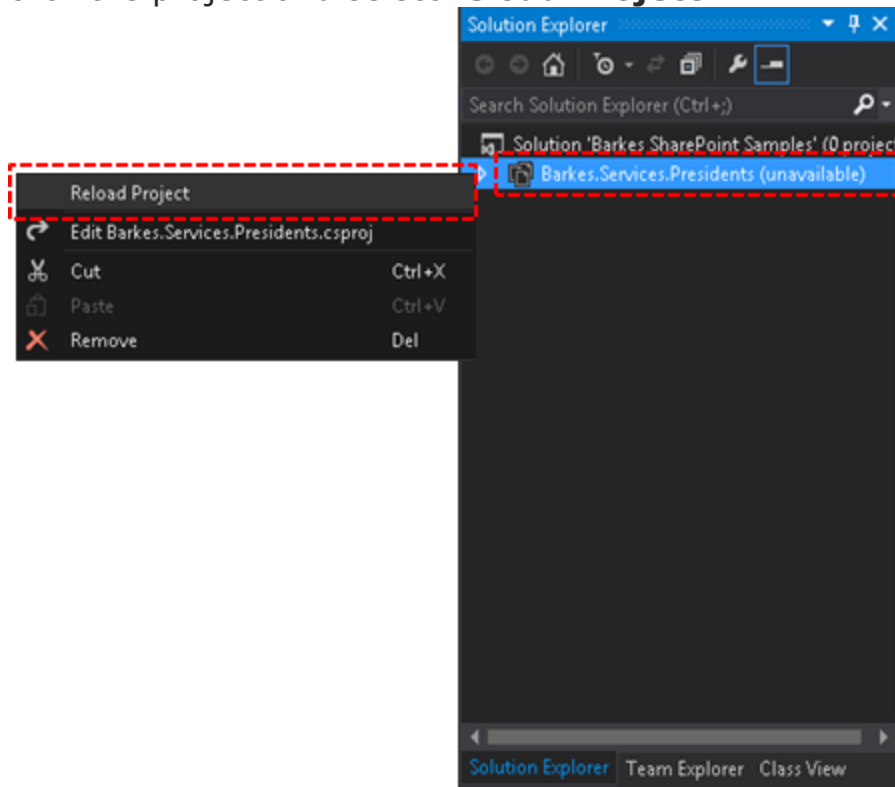 Solution Explorer
Search Solution Explorer (Ctrl+;)
Solution 'Barkes SharePoint Samples' (0 project
Barkes.Services.Presidents (unavailable)
Reload Project
Edit Barkes.Services.Presidents.csproj
Cut Ctrl+X
Paste Ctrl+V
Remove Del
Solution Explorer Team Explorer Class View